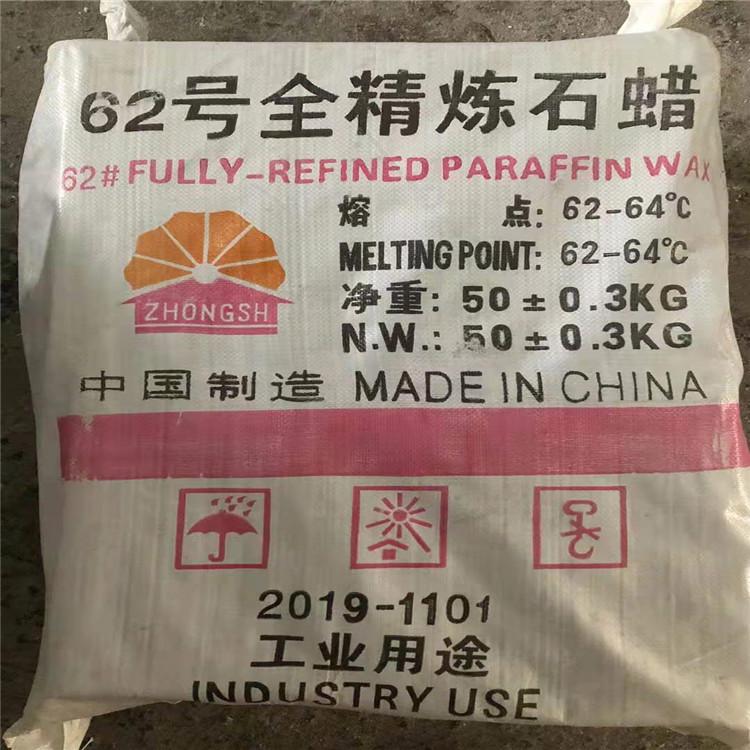 62号全精炼石蜡
62# FULLY-REFINED PARAFFIN WAX
熔 点: 62-64℃
MELTING POINT: 62-64℃
净重: 50±0.3KG
N.W.: 50±0.3KG
ZHONGSH
中国制造 MADE IN CHINA
2019-1101
工业用途
INDUSTRY USE